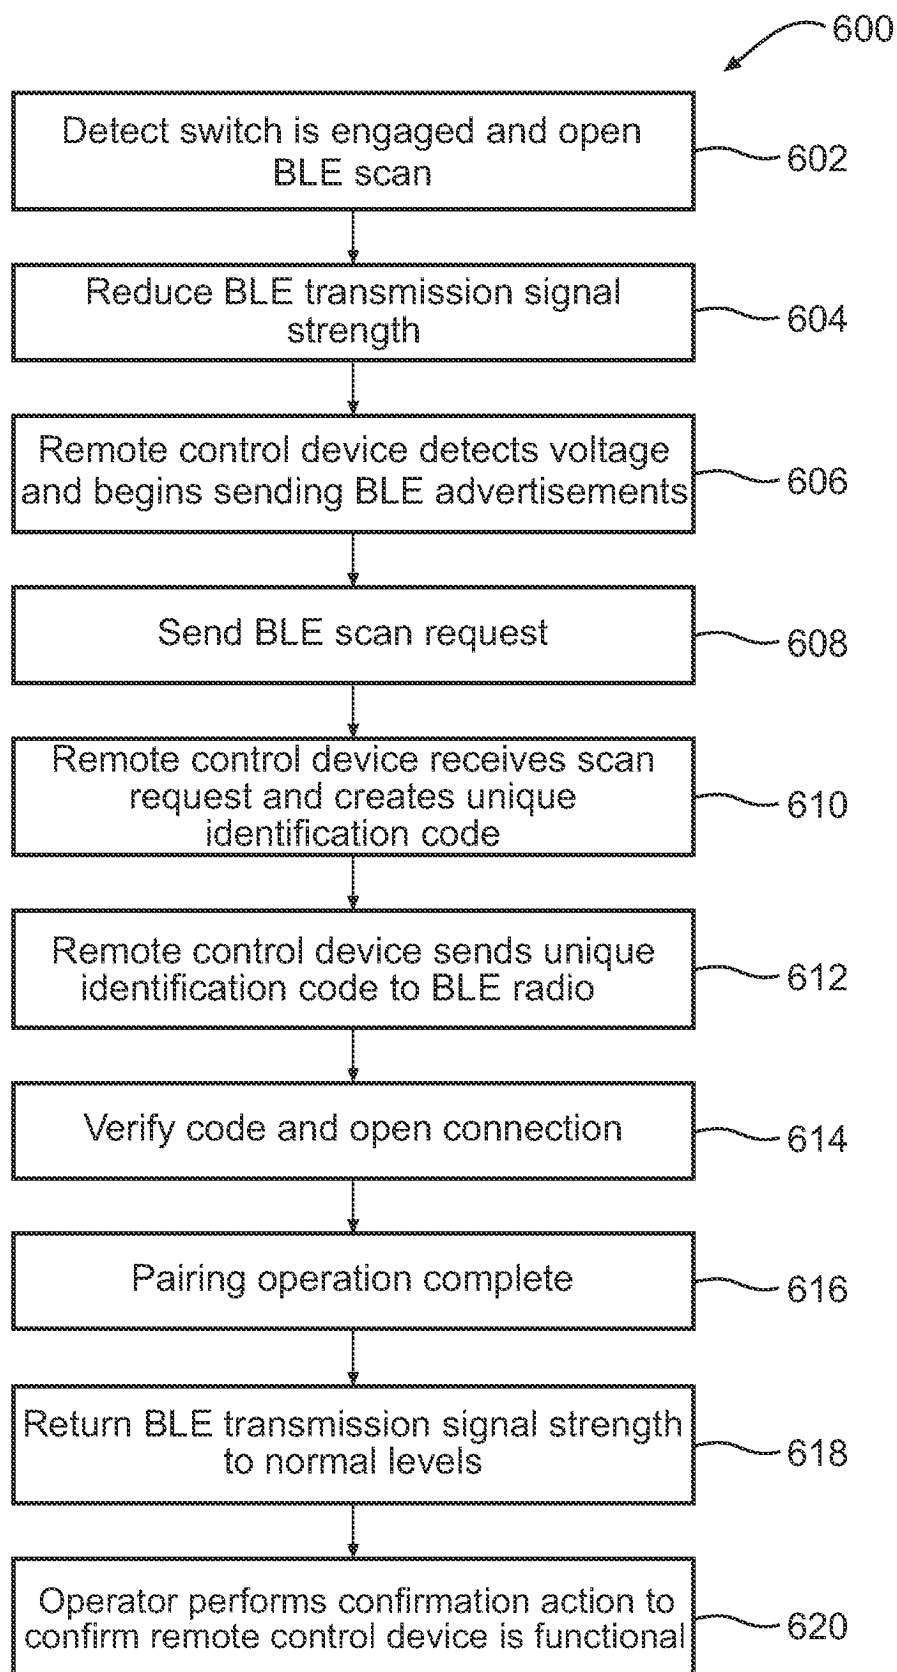 600
Detect switch is engaged and open
BLE scan
602
Reduce BLE transmission signal
strength
604
Remote control device detects voltage
and begins sending BLE advertisements
606
Send BLE scan request
608
Remote control device receives scan
request and creates unique
identification code
610
Remote control device sends unique
identification code to BLE radio
612
Verify code and open connection
614
Pairing operation complete
616
Return BLE transmission signal strength
to normal levels
618
Operator performs confirmation action to
confirm remote control device is functional
620